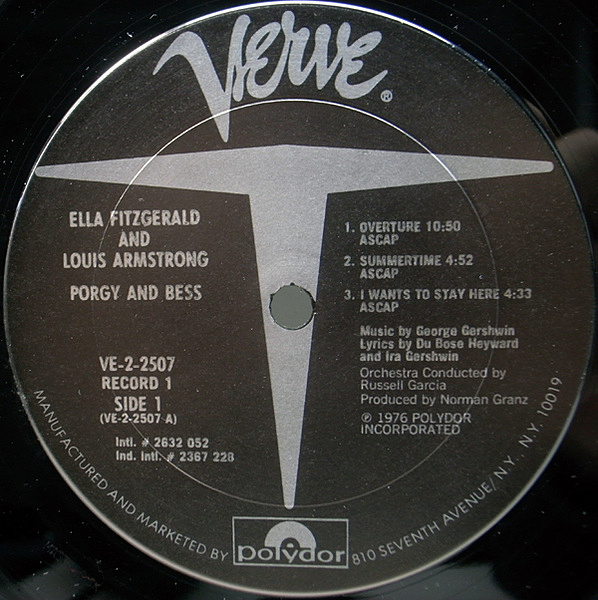 Verve®
ELLA FITZGERALD
AND
LOUIS ARMSTRONG
PORGY AND BESS
VE-2-2507
RECORD 1
SIDE 1
(VE-2-2507 A)
Intl. # 2632 052
Ind. Intl. # 2367 228
1. OVERTURE 10:50
ASCAP
2. SUMMERTIME 4:52
ASCAP
3. I WANTS TO STAY HERE 4:33
ASCAP
Music by George Gershwin
Lyrics by Du Bose Heyward
and Ira Gershwin
Orchestra Conducted by
Russell Garcia
Produced by Norman Granz
℗ 1976 POLYDOR
INCORPORATED
MANUFACTURED AND MARKETED BY polydor 810 SEVENTH AVENUE/ N.Y., N.Y. 10019